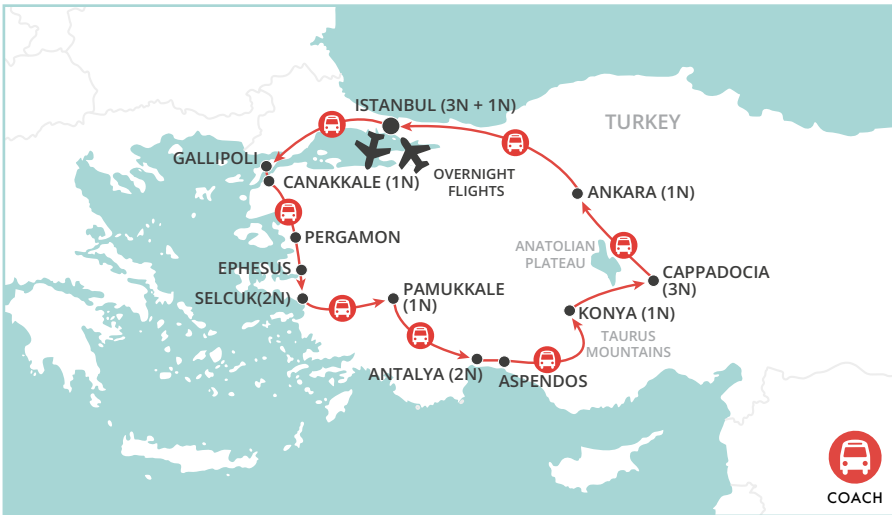 ISTANBUL (3N + 1N)
TURKEY
GALLIPOLI
CANAKKALE (1N)
OVERNIGHT
FLIGHTS
ANKARA (1N)
PERGAMON
ANATOLIAN
PLATEAU
EPHESUS
CAPPADOCIA
(3N)
SELCUK(2N)
PAMUKKALE
(1N)
KONYA (1N)
TAURUS
MOUNTAINS
ANTALYA (2N)
ASPENDOS
COACH